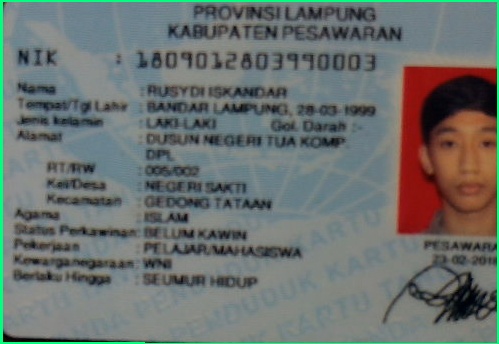 PROVINSI LAMPUNG
KABUPATEN PESAWARAN
NIK : 1809012803990003
Nama : RUSYDI ISKANDAR
Tempat/Tgl Lahir : BANDAR LAMPUNG, 28-03-1999
Jenis kelamin : LAKI-LAKI Gol. Darah :-
Alamat : DUSUN NEGERI TUA KOMP
DPL
RT/RW : 005/002
Kel/Desa : NEGERI SAKTI
Kecamatan : GEDONG TATAAN
Agama : ISLAM
Status Perkawinan: BELUM KAWIN
Pekerjaan : PELAJAR/MAHASISWA
Kewarganegaraan: WNI
Berlaku Hingga : SEUMUR HIDUP
PESAWARA
23-02-2018